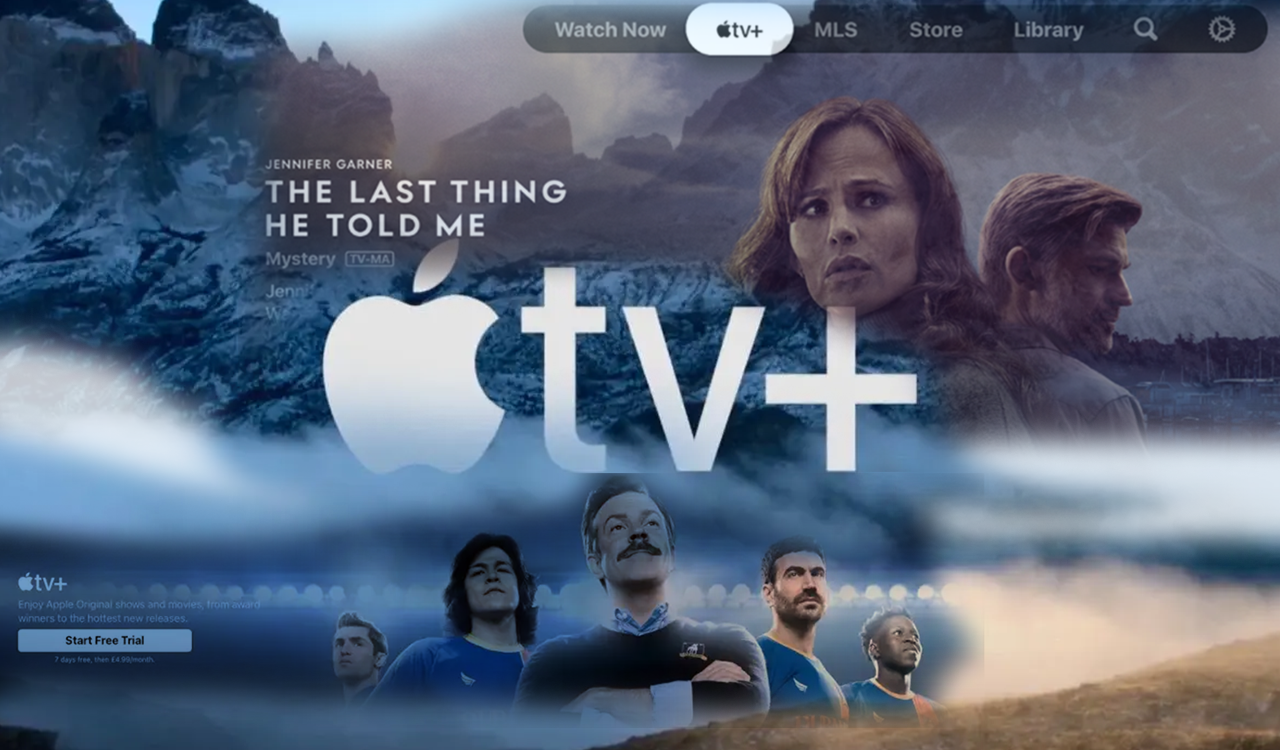 Watch Now tv+ MLS Store Library
JENNIFER GARNER
THE LAST THING
HE TOLD ME
Mystery TV-MA
tv+
tv+
Enjoy Apple Original shows and movies, from award
winners to the hottest new releases.
Start Free Trial
7 days free, then £4.99/month.